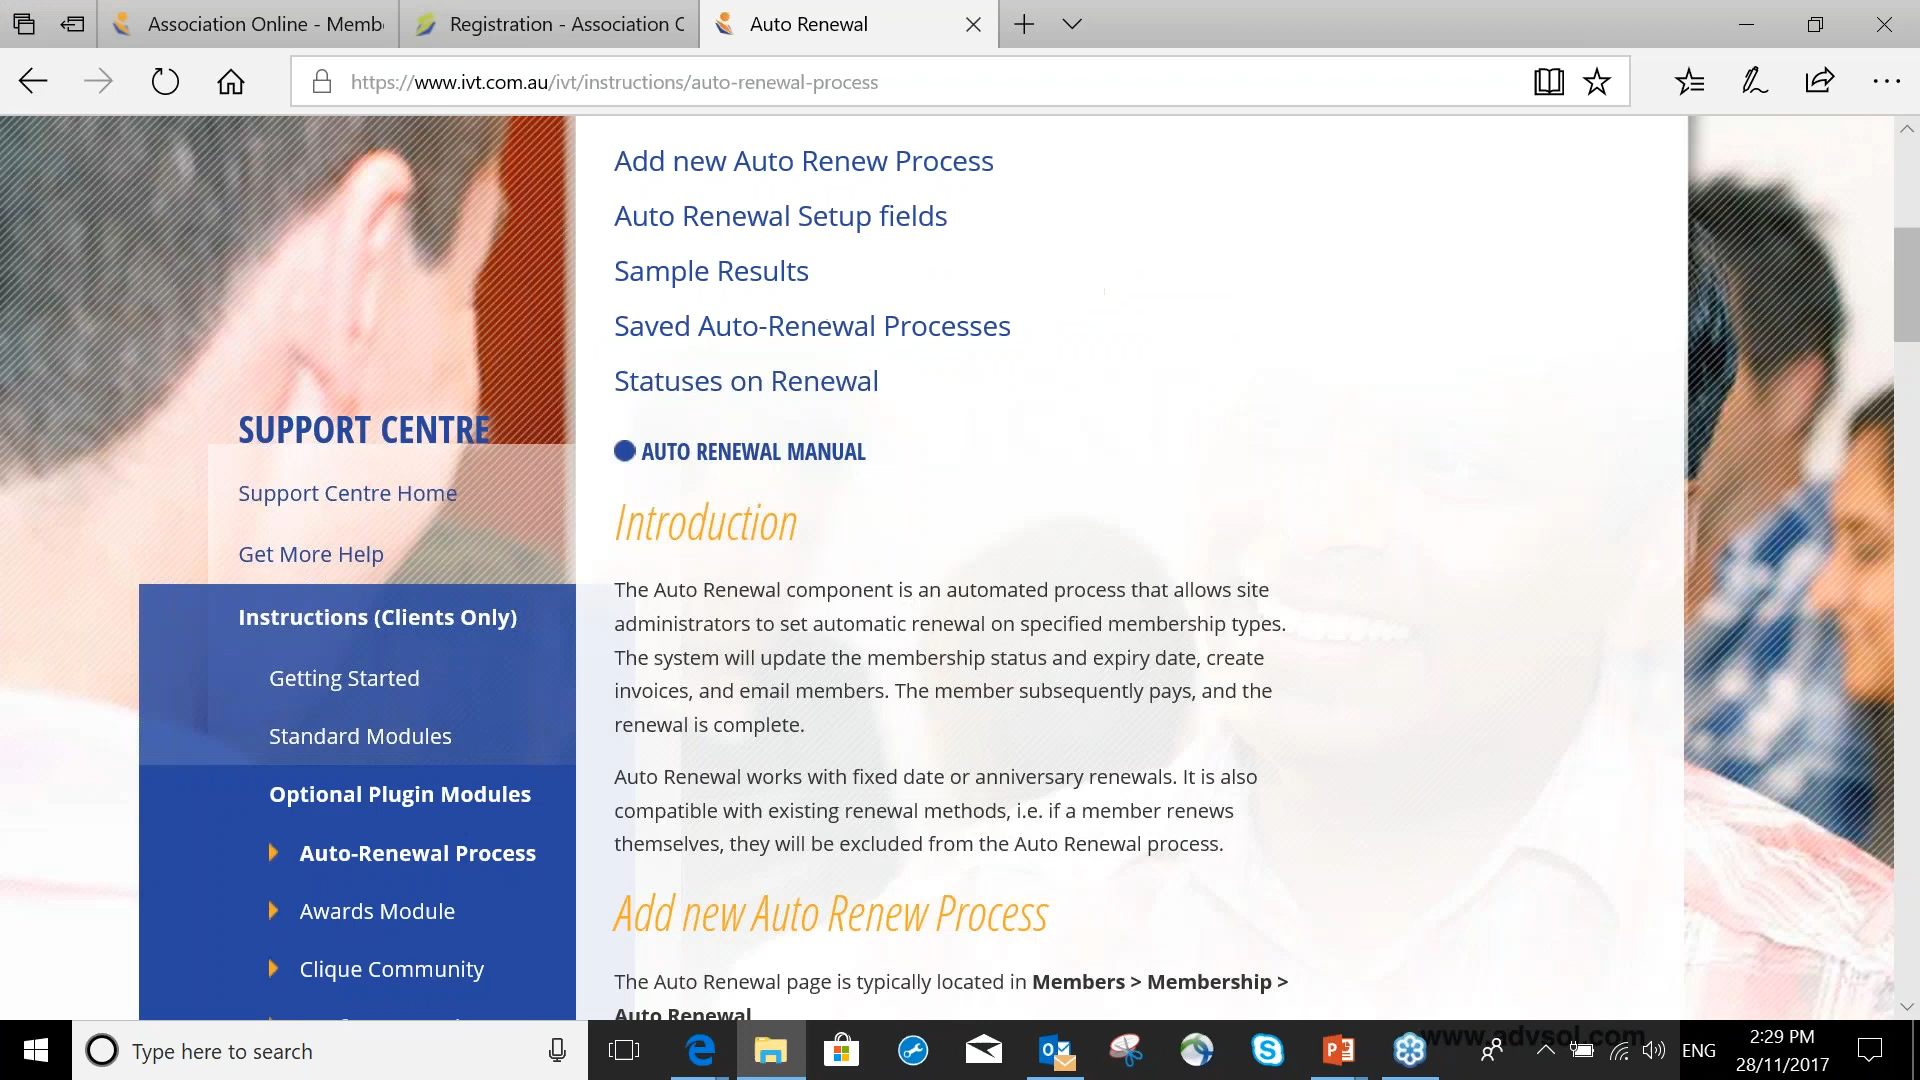 Association Online - Memb
Registration - Association C
Auto Renewal
https://www.ivt.com.au/ivt/instructions/auto-renewal-process
Add new Auto Renew Process
Auto Renewal Setup fields
Sample Results
Saved Auto-Renewal Processes
Statuses on Renewal
AUTO RENEWAL MANUAL
Introduction
The Auto Renewal component is an automated process that allows site
administrators to set automatic renewal on specified membership types.
The system will update the membership status and expiry date, create
invoices, and email members. The member subsequently pays, and the
renewal is complete.
Auto Renewal works with fixed date or anniversary renewals. It is also
compatible with existing renewal methods, i.e. if a member renews
themselves, they will be excluded from the Auto Renewal process.
Add new Auto Renew Process
The Auto Renewal page is typically located in Members > Membership >
Auto Renewal
SUPPORT CENTRE
Support Centre Home
Get More Help
Instructions (Clients Only)
Getting Started
Standard Modules
Optional Plugin Modules
Auto-Renewal Process
Awards Module
Clique Community
Type here to search
www.advsol.com
ENG
2:29 PM
28/11/2017